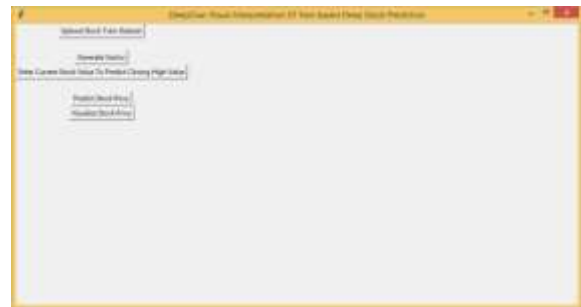 DeepClue: Visual Interpretation Of Text-Based Deep Stock Prediction
Upload Stock Train Dataset
Generate
Enter Current Stock Value To Predict Closing High Value
Predict Stock Price
Visualize Stock Price